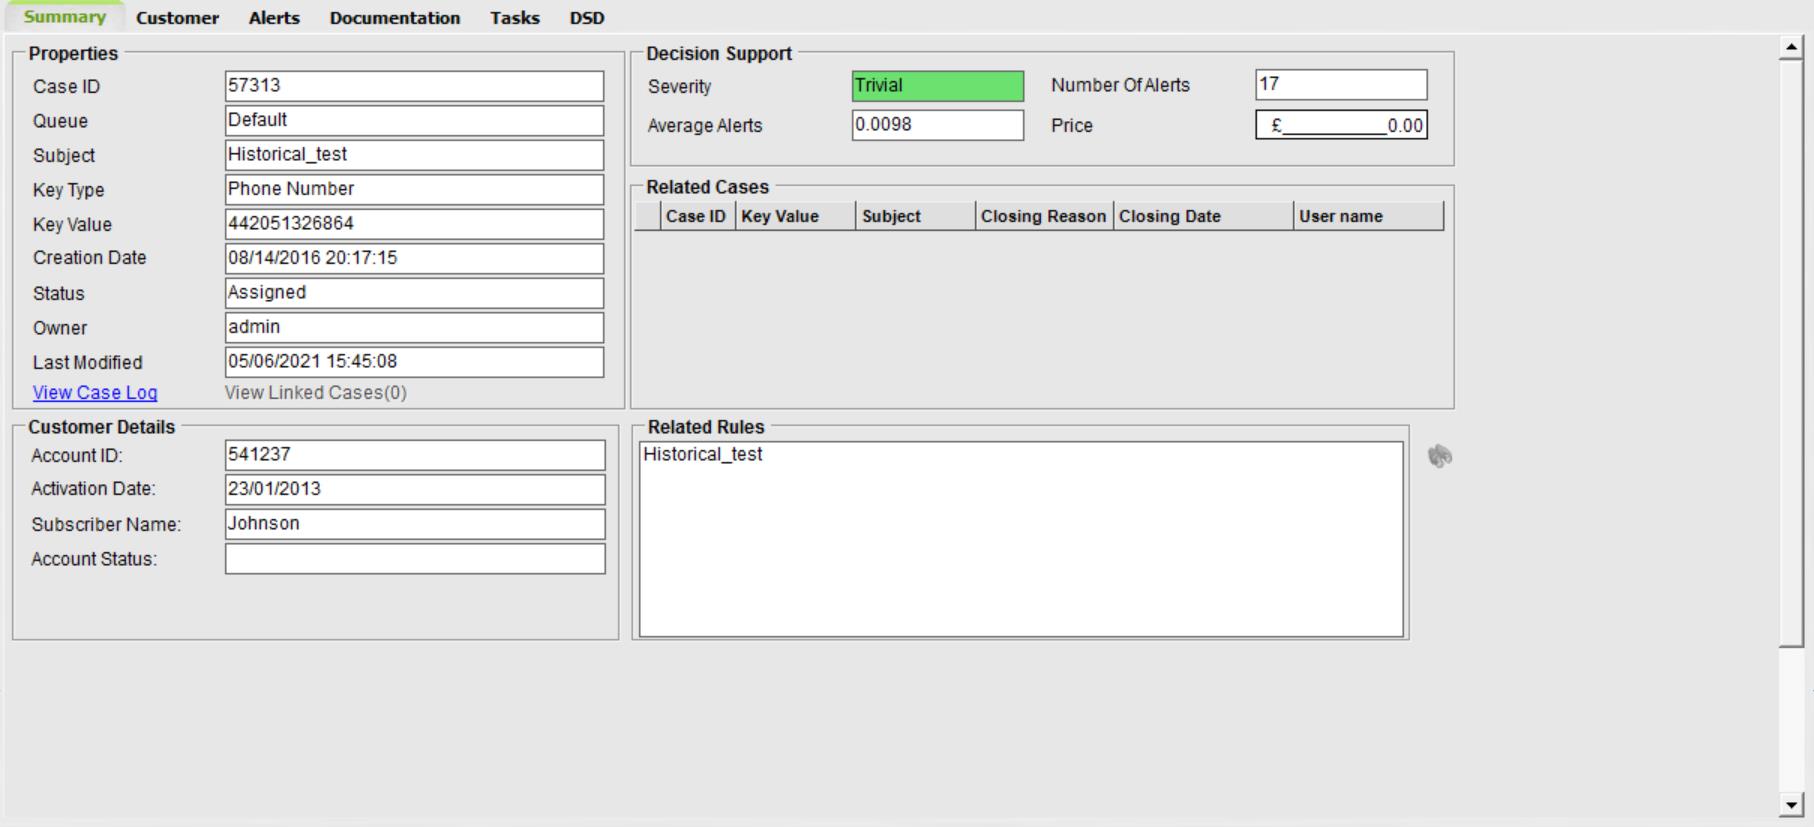 Summary Customer Alerts Documentation Tasks DSD
Properties
Case ID 57313
Queue Default
Subject Historical_test
Key Type Phone Number
Key Value 442051326864
Creation Date 08/14/2016 20:17:15
Status Assigned
Owner admin
Last Modified 05/06/2021 15:45:08
View Case Log View Linked Cases(0)
Decision Support
Severity Trivial Number Of Alerts 17
Average Alerts 0.0098 Price £__________0.00
Related Cases
Case ID Key Value Subject Closing Reason Closing Date User name
Customer Details
Account ID: 541237
Activation Date: 23/01/2013
Subscriber Name: Johnson
Account Status:
Related Rules
Historical_test